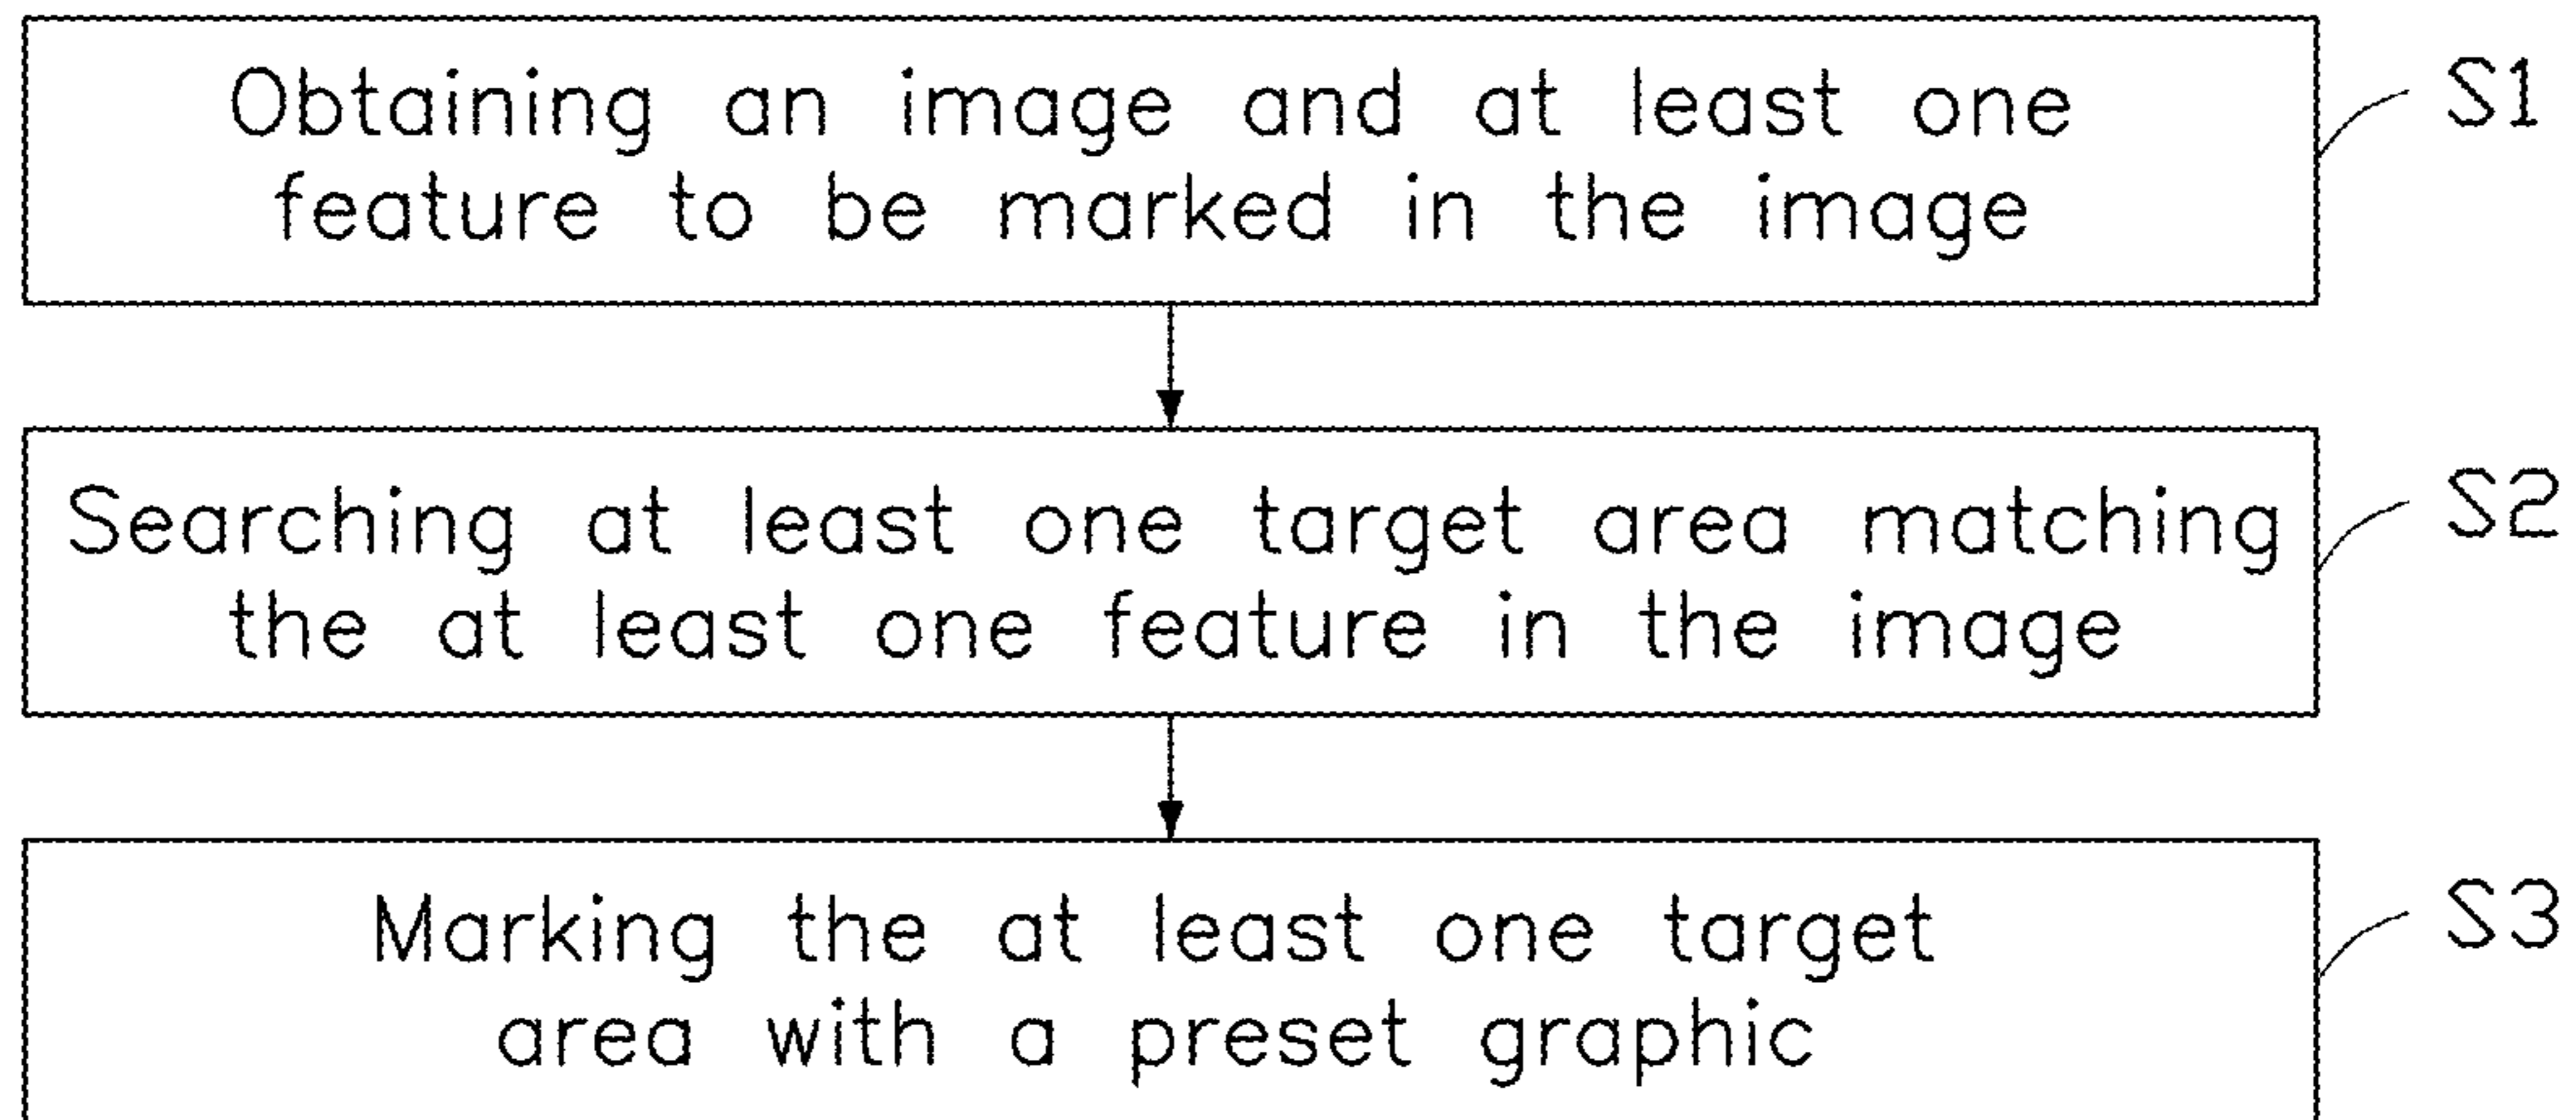 Obtaining an image and at least one
feature to be marked in the image
S1
Searching at least one target area matching
the at least one feature in the image
S2
Marking the at least one target
area with a preset graphic
S3